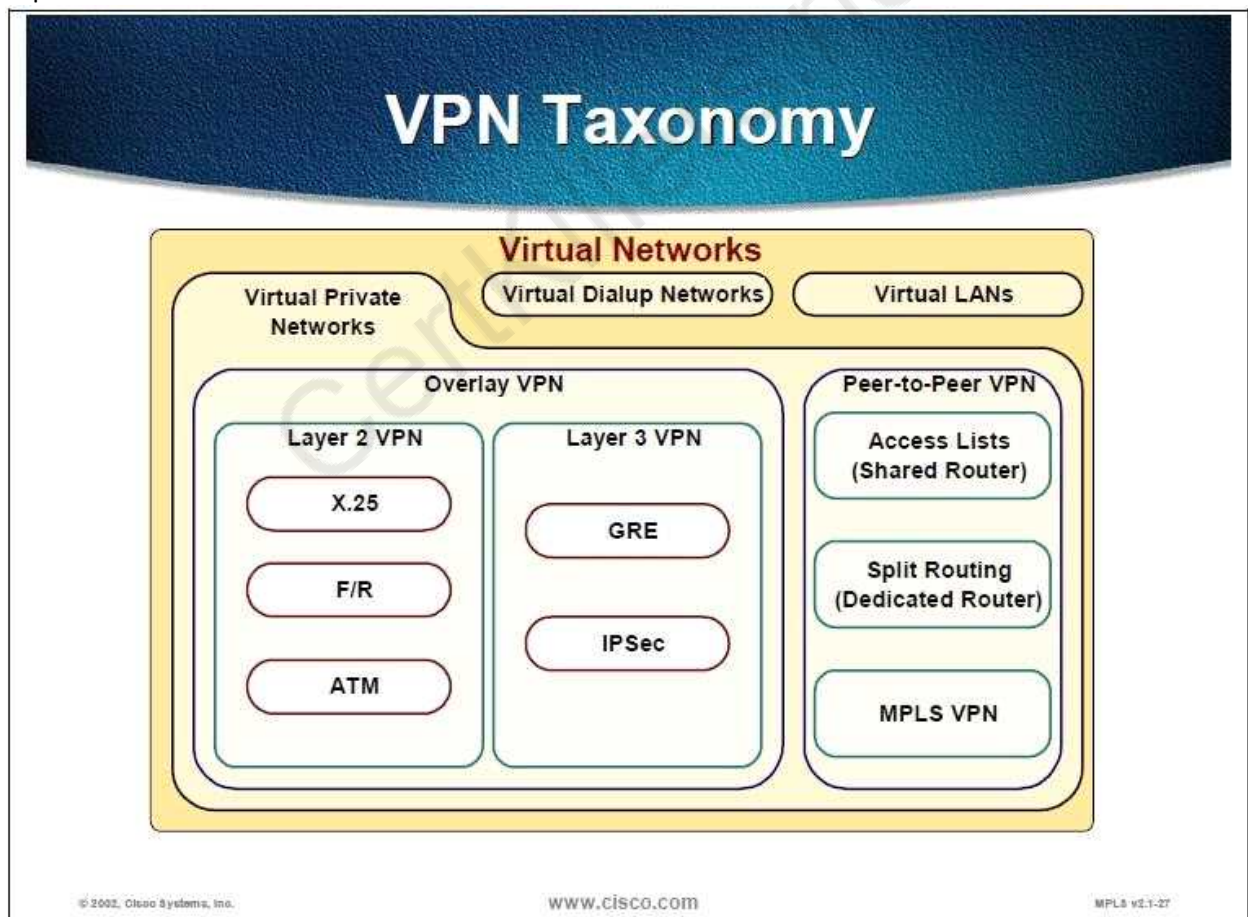 VPN Taxonomy
Virtual Networks
Virtual Private
Networks
Virtual Dialup Networks
Virtual LANs
Overlay VPN
Peer-to-Peer VPN
Layer 2 VPN
X.25
F/R
ATM
Layer 3 VPN
GRE
IPSec
Access Lists
(Shared Router)
Split Routing
(Dedicated Router)
MPLS VPN
© 2002, Cisco Systems, Inc.
www.cisco.com
MPLS v2.1-27